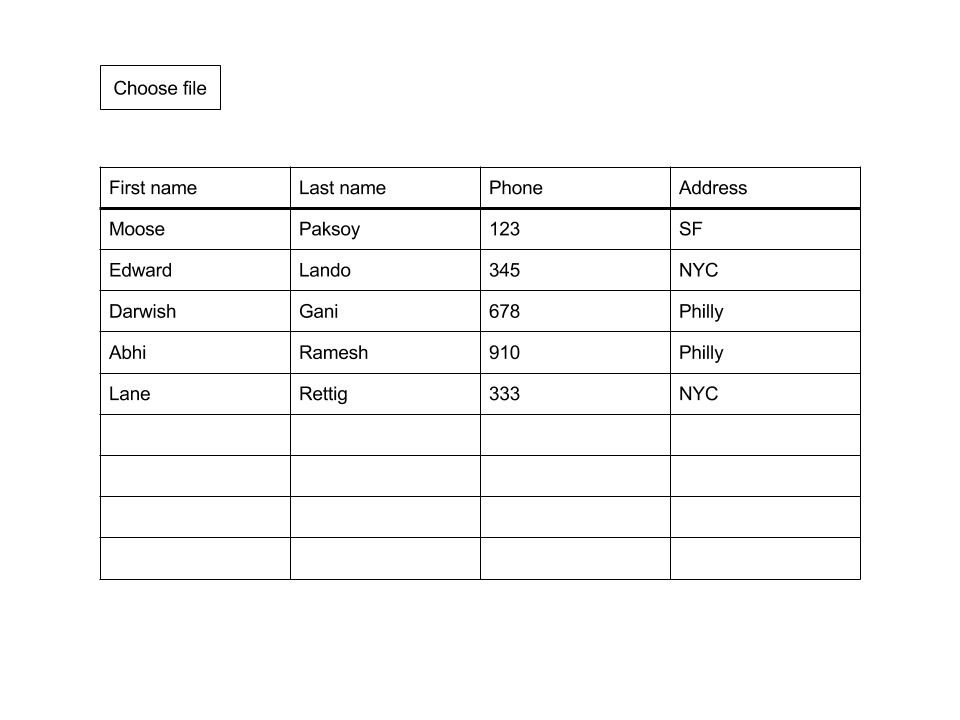 Choose file
First name Last name Phone Address
Moose Paksoy 123 SF
Edward Lando 345 NYC
Darwish Gani 678 Philly
Abhi Ramesh 910 Philly
Lane Rettig 333 NYC